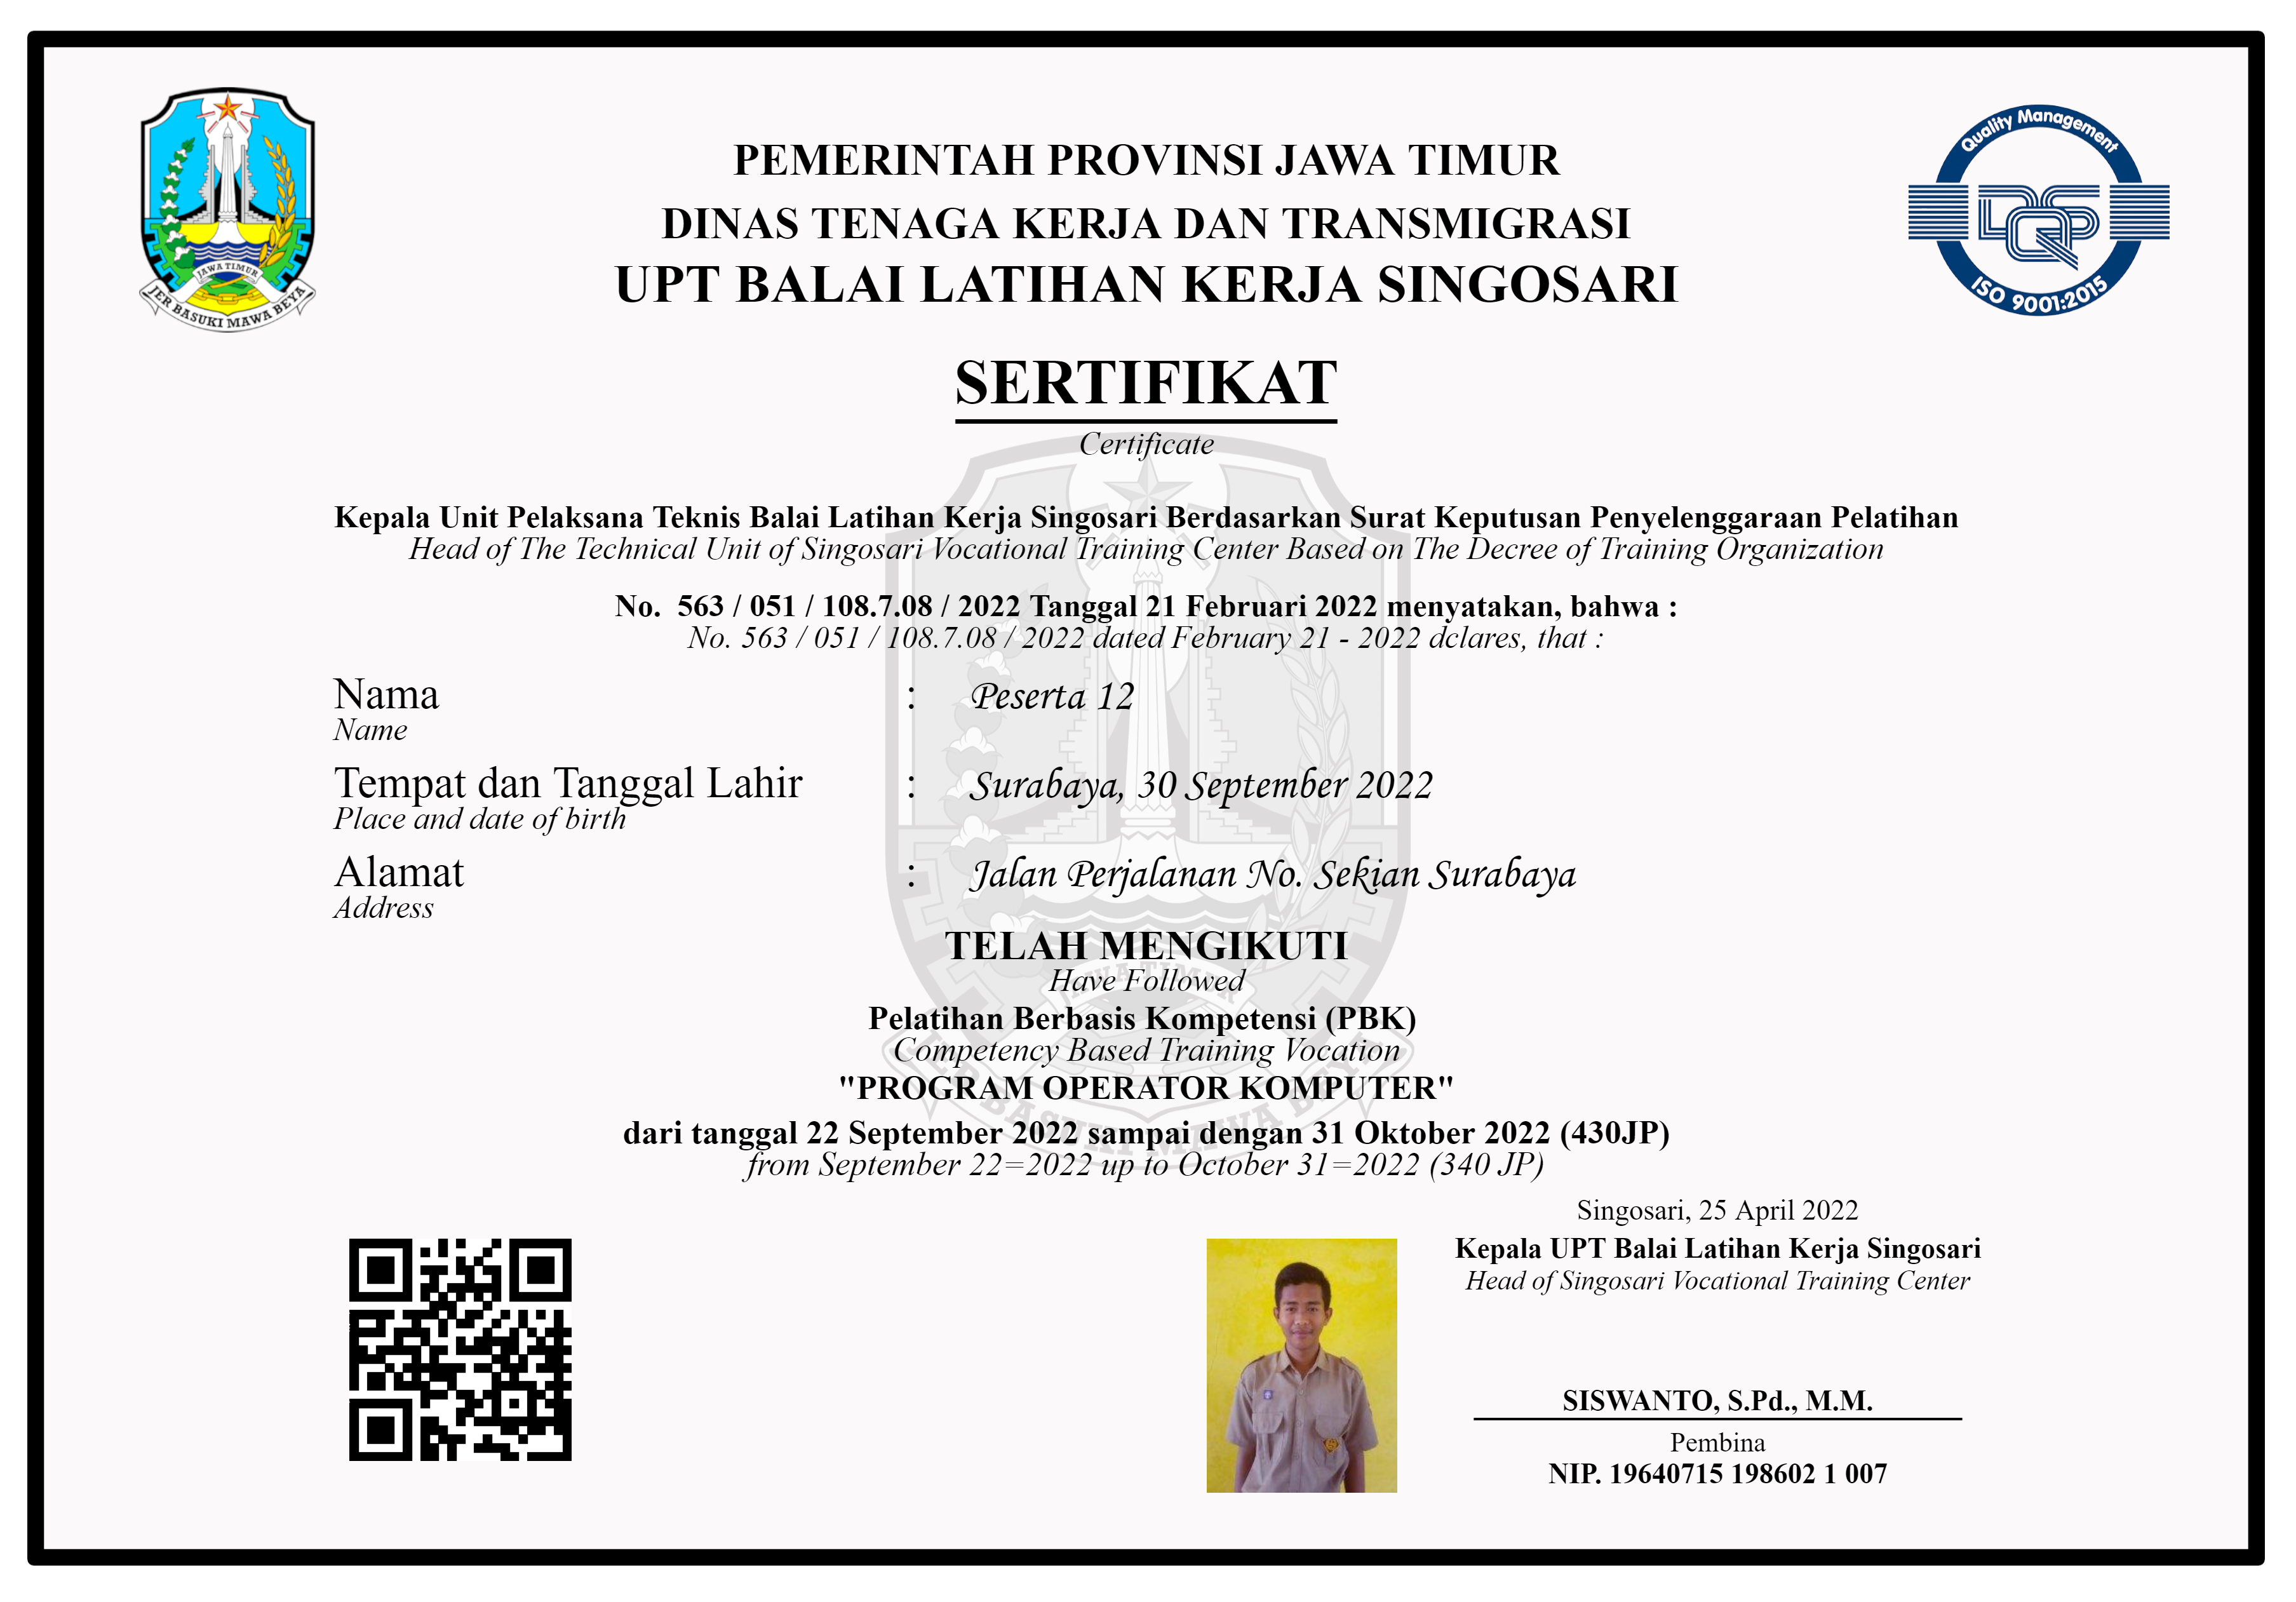 PEMERINTAH PROVINSI JAWA TIMUR
DINAS TENAGA KERJA DAN TRANSMIGRASI
UPT BALAI LATIHAN KERJA SINGOSARI
JAWA TIMUR
JER BASUKI MAWA BEYA
Quality Management
DQS
ISO 9001:2015
SERTIFIKAT
Certificate
Kepala Unit Pelaksana Teknis Balai Latihan Kerja Singosari Berdasarkan Surat Keputusan Penyelenggaraan Pelatihan
Head of The Technical Unit of Singosari Vocational Training Center Based on The Decree of Training Organization
No. 563 / 051 / 108.7.08 / 2022 Tanggal 21 Februari 2022 menyatakan, bahwa :
No. 563 / 051 / 108.7.08 / 2022 dated February 21 - 2022 dclares, that :
Nama : Peserta 12
Name
Tempat dan Tanggal Lahir : Surabaya, 30 September 2022
Place and date of birth
Alamat : Jalan Perjalanan No. Sekian Surabaya
Address
TELAH MENGIKUTI
Have Followed
JAWA TIMUR
Pelatihan Berbasis Kompetensi (PBK)
Competency Based Training Vocation
"PROGRAM OPERATOR KOMPUTER"
JER BASUKI MAWA BEYA
dari tanggal 22 September 2022 sampai dengan 31 Oktober 2022 (430JP)
from September 22=2022 up to October 31=2022 (340 JP)
Singosari, 25 April 2022
Kepala UPT Balai Latihan Kerja Singosari
Head of Singosari Vocational Training Center
SISWANTO, S.Pd., M.M.
Pembina
NIP. 19640715 198602 1 007